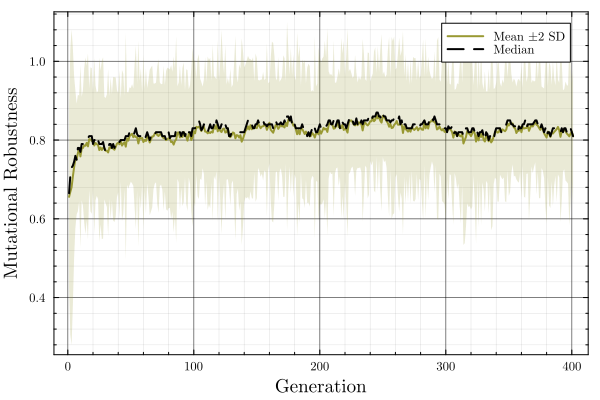 Mean ±2 SD
Median
1.0
0.8
0.6
0.4
Mutational Robustness
0 100 200 300 400
Generation